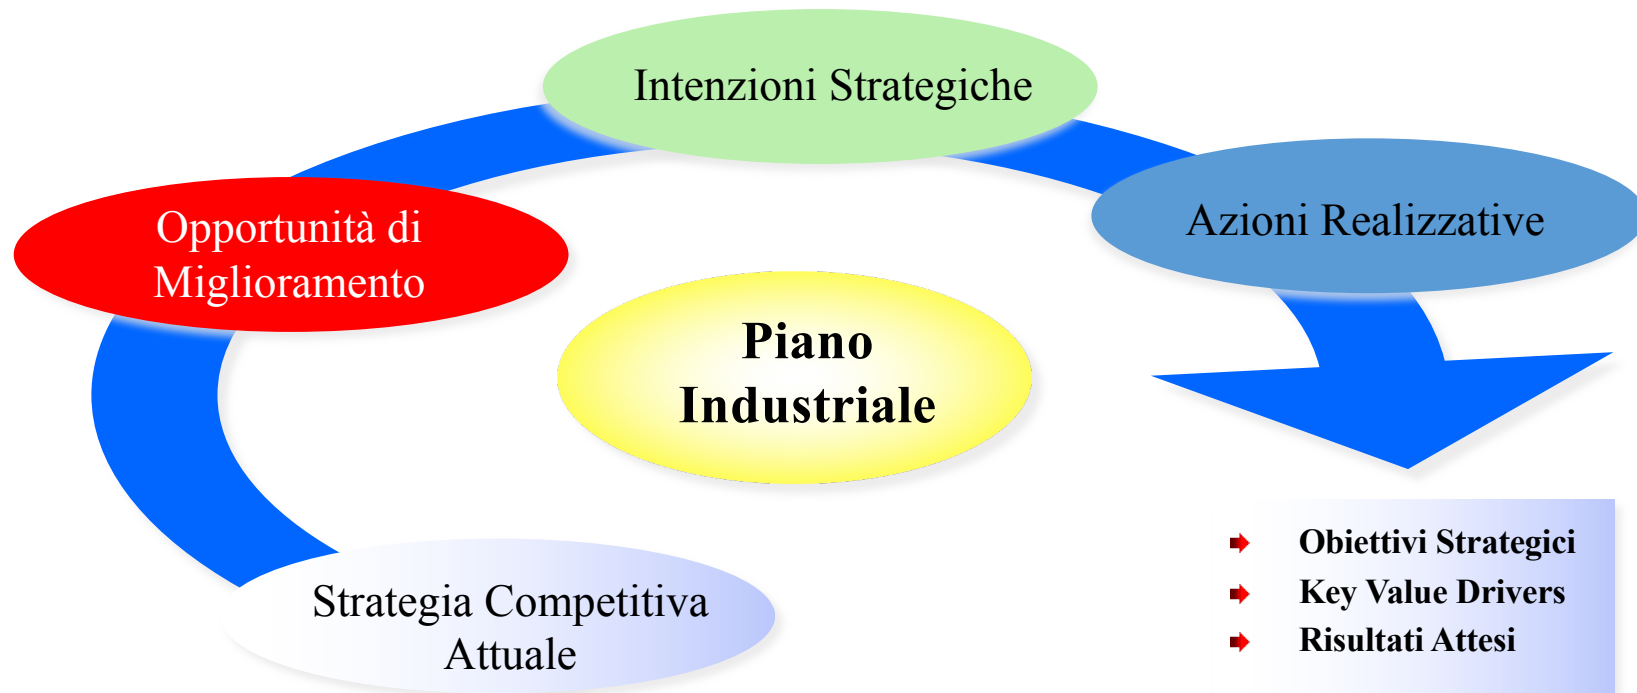 Intenzioni Strategiche
Opportunità di
Miglioramento
Azioni Realizzative
Piano
Industriale
Strategia Competitiva
Attuale
Obiettivi Strategici
Key Value Drivers
Risultati Attesi